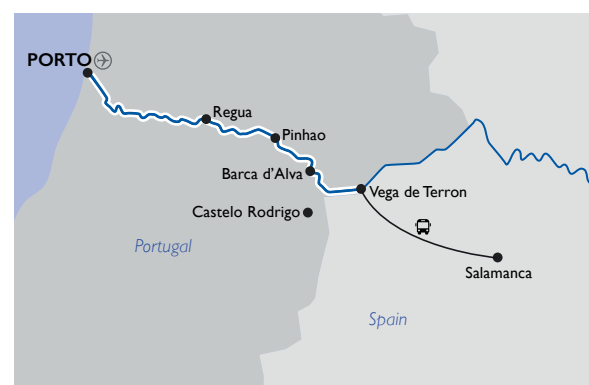 PORTO
Regua
Pinhao
Barca d'Alva
Vega de Terron
Castelo Rodrigo
Portugal
Salamanca
Spain